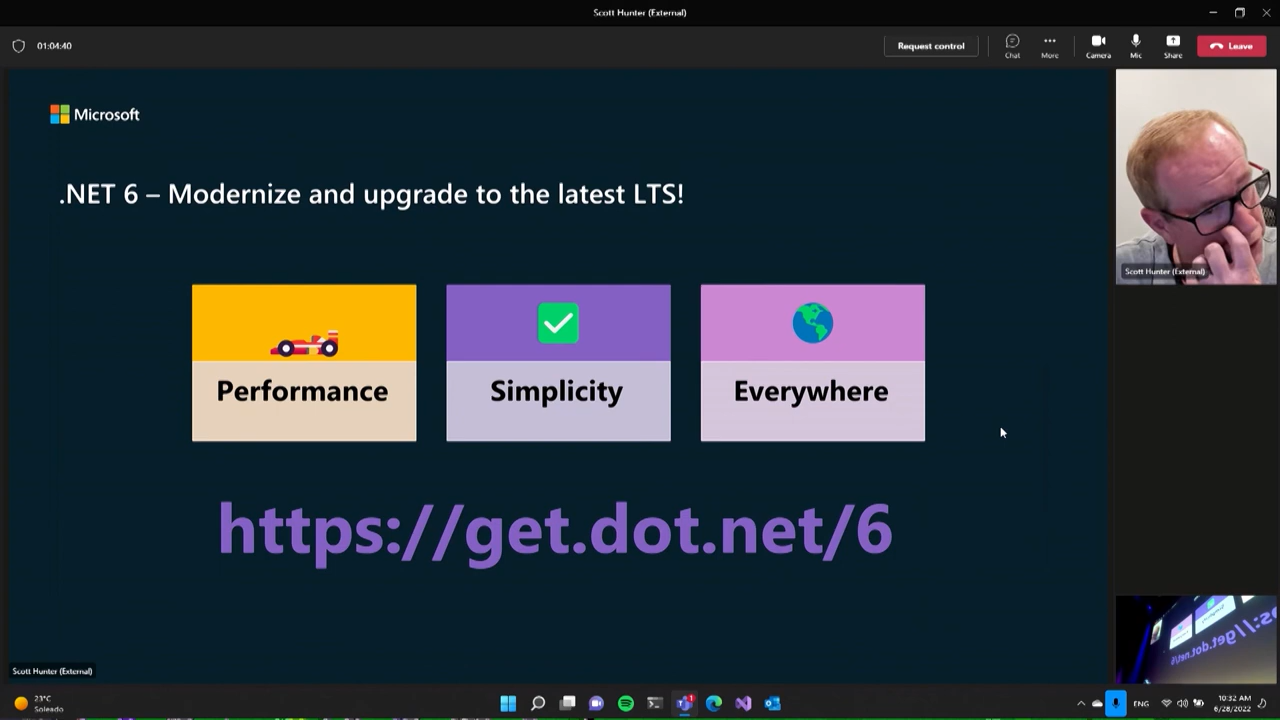 Scott Hunter (External)
01:04:40
Request control
Chat
More
Camera
Mic
Share
Leave
Microsoft
.NET 6 – Modernize and upgrade to the latest LTS!
Performance
Simplicity
Everywhere
https://get.dot.net/6
Scott Hunter (External)
Scott Hunter (External)
23°C
Soleado
1
ENG
10:32 AM
6/28/2022